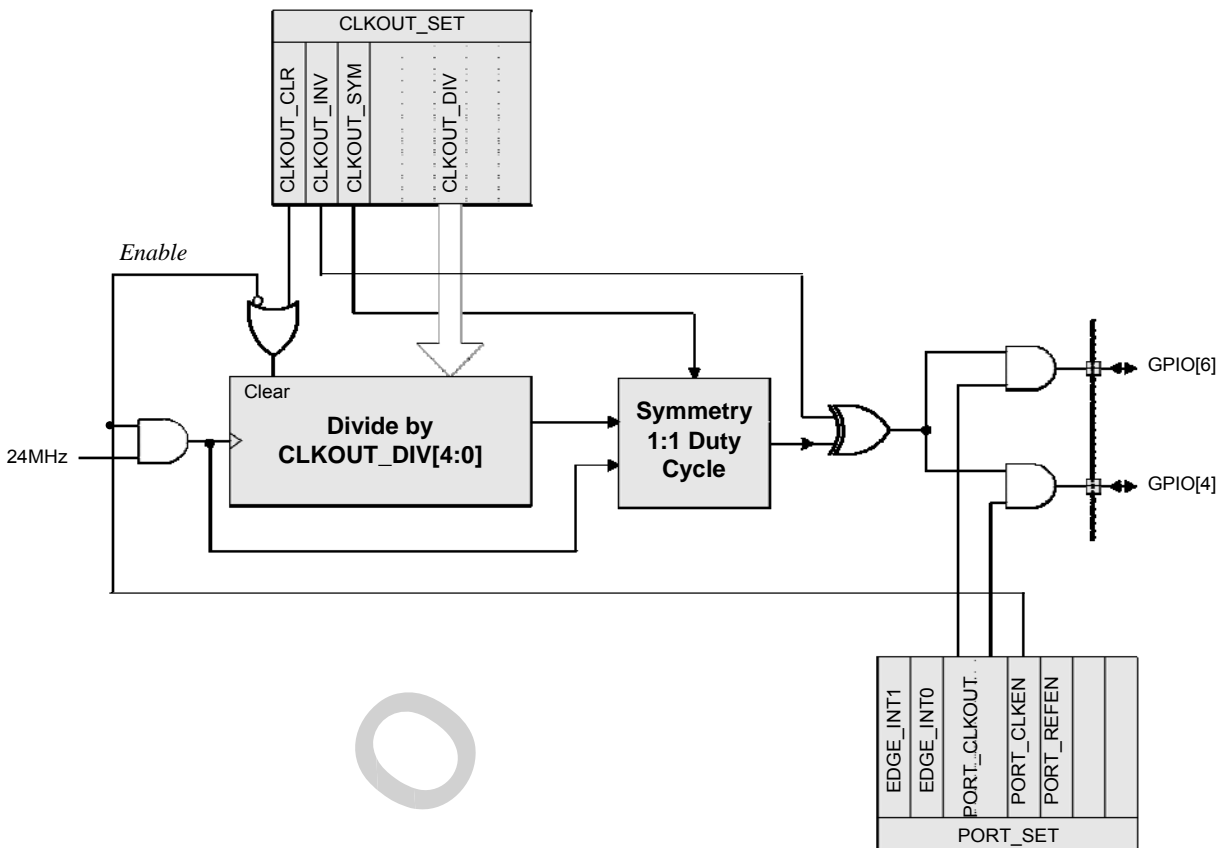 CLKOUT_SET
CLKOUT_CLR
CLKOUT_INV
CLKOUT_SYM
CLKOUT_DIV
Enable
Clear
Divide by
CLKOUT_DIV[4:0]
24MHz
Symmetry
1:1 Duty
Cycle
GPIO[6]
GPIO[4]
EDGE_INT1
EDGE_INT0
PORT_CLKOUT
PORT_CLKEN
PORT_REFEN
PORT_SET